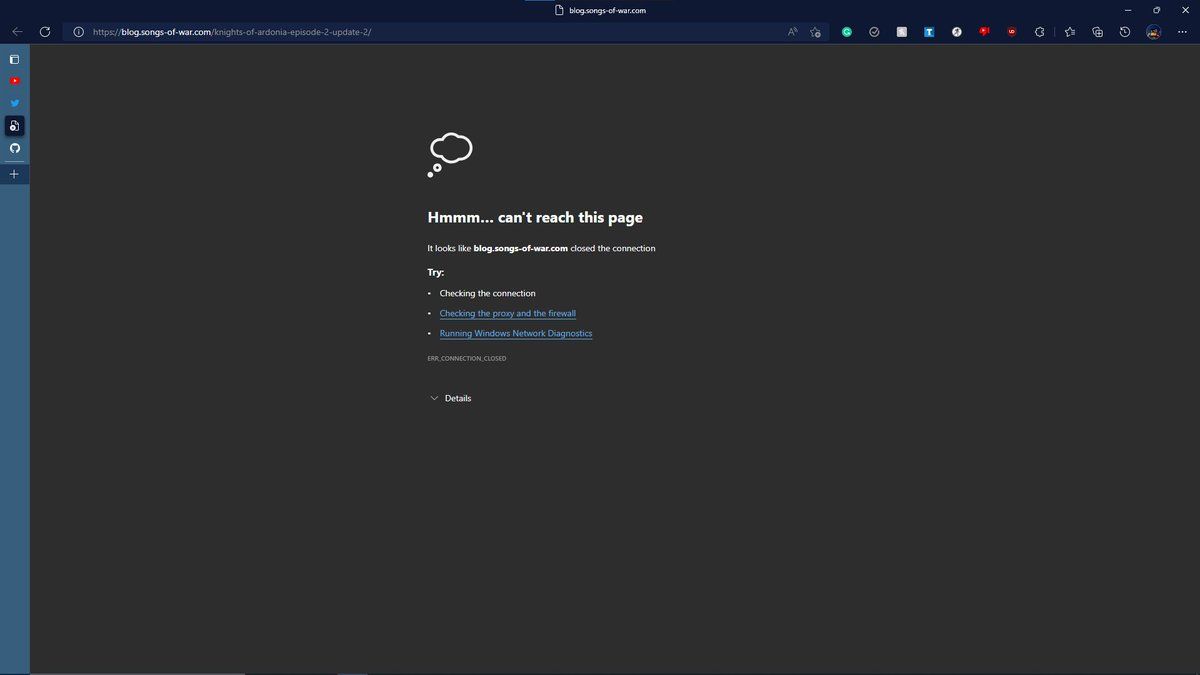 blog.songs-of-war.com
https://blog.songs-of-war.com/knights-of-ardonia-episode-2-update-2/
Hmmm... can't reach this page
It looks like blog.songs-of-war.com closed the connection
Try:
• Checking the connection
• Checking the proxy and the firewall
• Running Windows Network Diagnostics
ERR_CONNECTION_CLOSED
Details